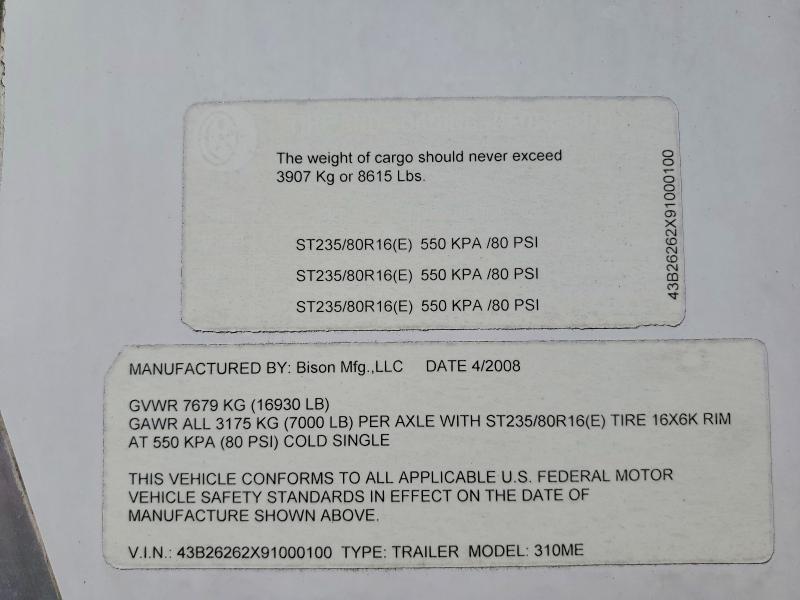 The weight of cargo should never exceed
3907 Kg or 8615 Lbs.
ST235/80R16(E) 550 KPA /80 PSI
ST235/80R16(E) 550 KPA /80 PSI
ST235/80R16(E) 550 KPA /80 PSI
43B26262X91000100
MANUFACTURED BY: Bison Mfg.,LLC DATE 4/2008
GVWR 7679 KG (16930 LB)
GAWR ALL 3175 KG (7000 LB) PER AXLE WITH ST235/80R16(E) TIRE 16X6K RIM
AT 550 KPA (80 PSI) COLD SINGLE
THIS VEHICLE CONFORMS TO ALL APPLICABLE U.S. FEDERAL MOTOR
VEHICLE SAFETY STANDARDS IN EFFECT ON THE DATE OF
MANUFACTURE SHOWN ABOVE.
V.I.N.: 43B26262X91000100 TYPE: TRAILER MODEL: 310ME